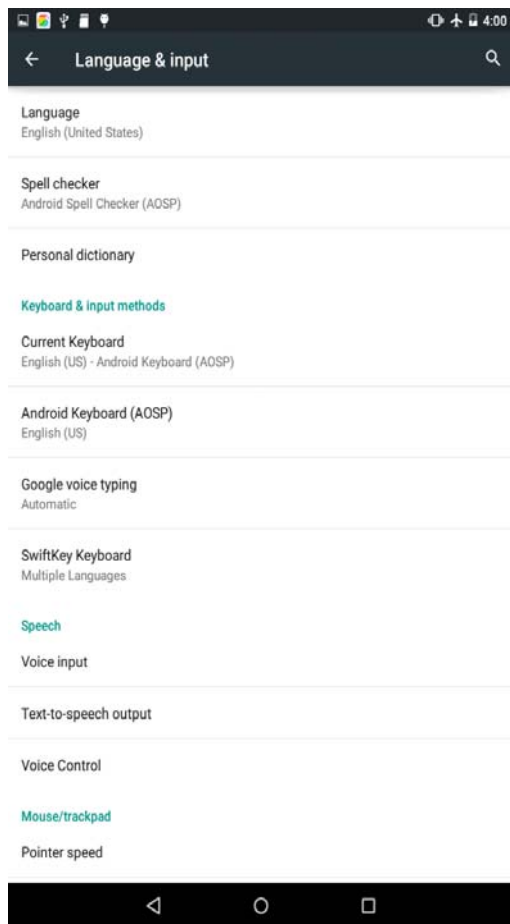 4:00
Language & input
Language
English (United States)
Spell checker
Android Spell Checker (AOSP)
Personal dictionary
Keyboard & input methods
Current Keyboard
English (US) - Android Keyboard (AOSP)
Android Keyboard (AOSP)
English (US)
Google voice typing
Automatic
SwiftKey Keyboard
Multiple Languages
Speech
Voice input
Text-to-speech output
Voice Control
Mouse/trackpad
Pointer speed